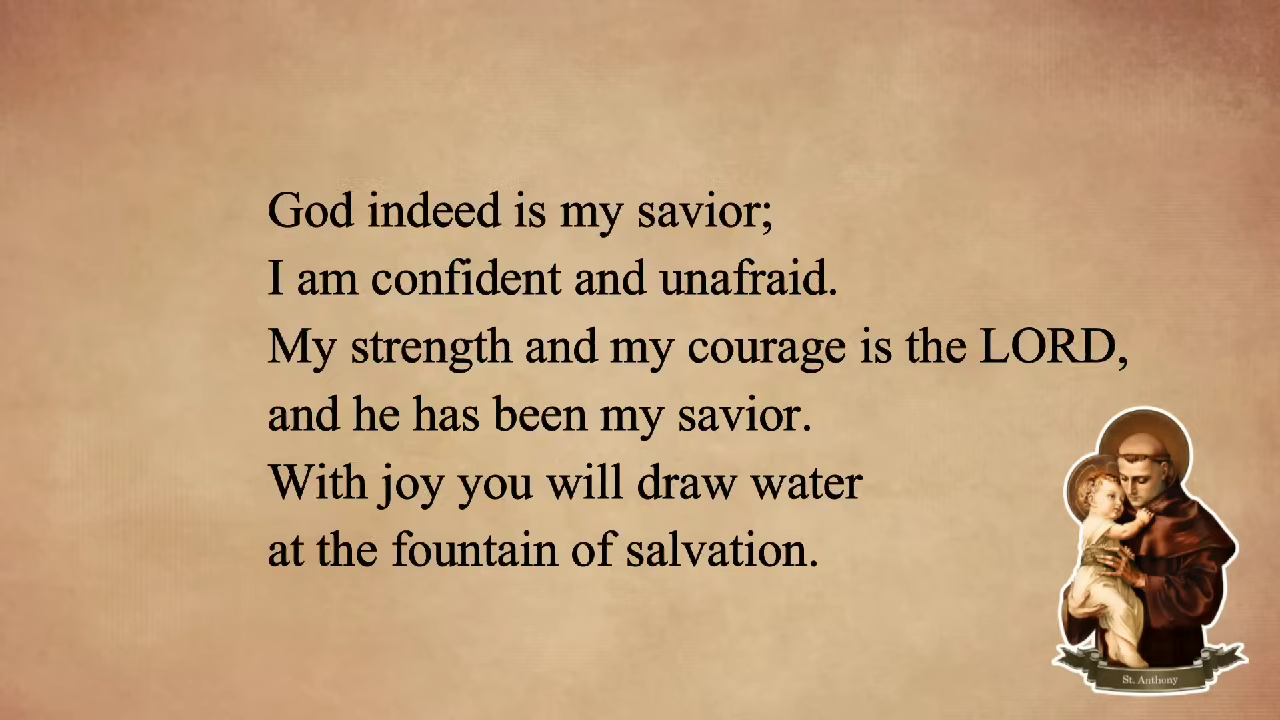 God indeed is my savior;
I am confident and unafraid.
My strength and my courage is the LORD,
and he has been my savior.
With joy you will draw water
at the fountain of salvation.
St. Anthony